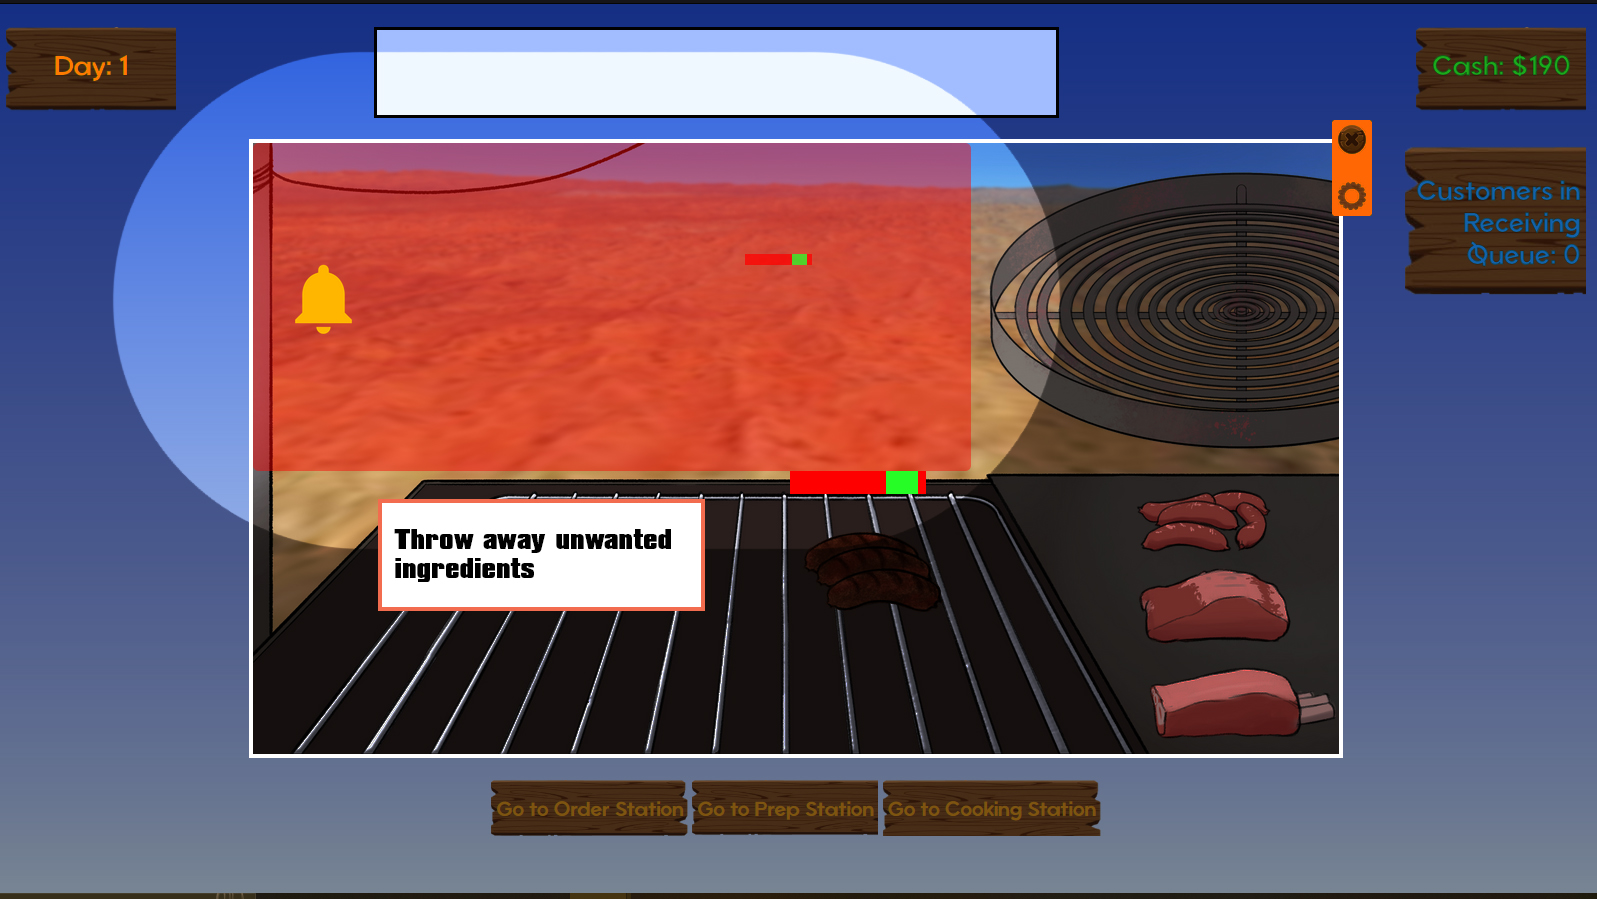 Day: 1
Cash: $190
Customers in
Receiving
Queue: 0
Throw away unwanted
ingredients
Go to Order Station
Go to Prep Station
Go to Cooking Station